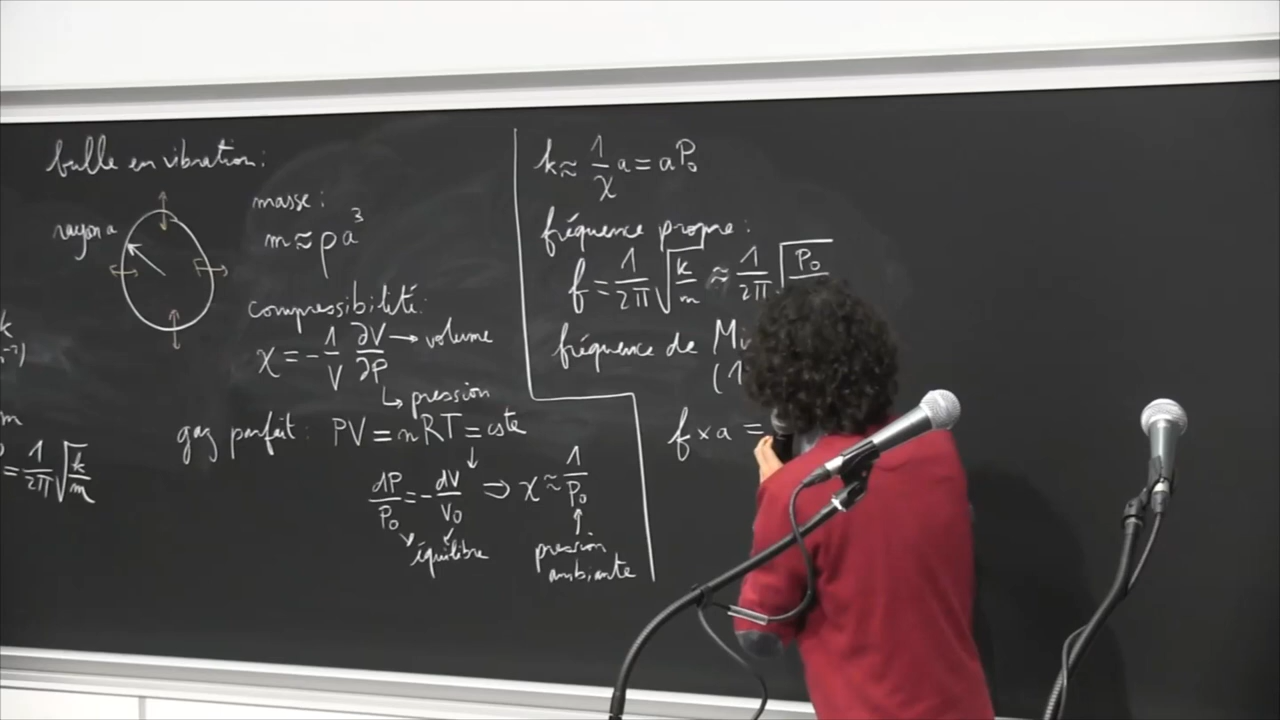 bulle en vibration:
rayon a
masse:
m ≈ ρa³
compressibilité:
χ = -1/V ∂V/∂P → volume
↳ pression
gaz parfait: PV = nRT = cste
↓
dP/P₀ = -dV/V₀ ⇒ χ ≈ 1/P₀
équilibre
pression
ambiante
k
m
= 1/2π √k/m
k ≈ 1/χ a = aP₀
fréquence propre:
f = 1/2π √k/m ≈ 1/2π √P₀
fréquence de
f × a =